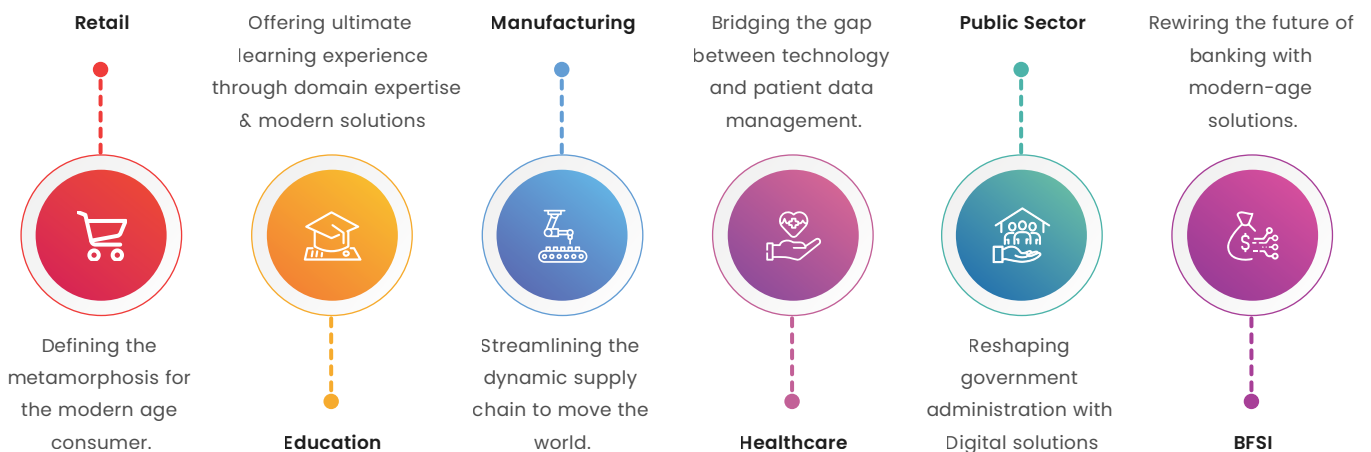 Retail
Defining the
metamorphosis for
the modern age
consumer.
Offering ultimate
learning experience
through domain expertise
& modern solutions
Education
Manufacturing
Streamlining the
dynamic supply
chain to move the
world.
Bridging the gap
between technology
and patient data
management.
Healthcare
Public Sector
Reshaping
government
administration with
Digital solutions
Rewiring the future of
banking with
modern-age
solutions.
$
BFSI